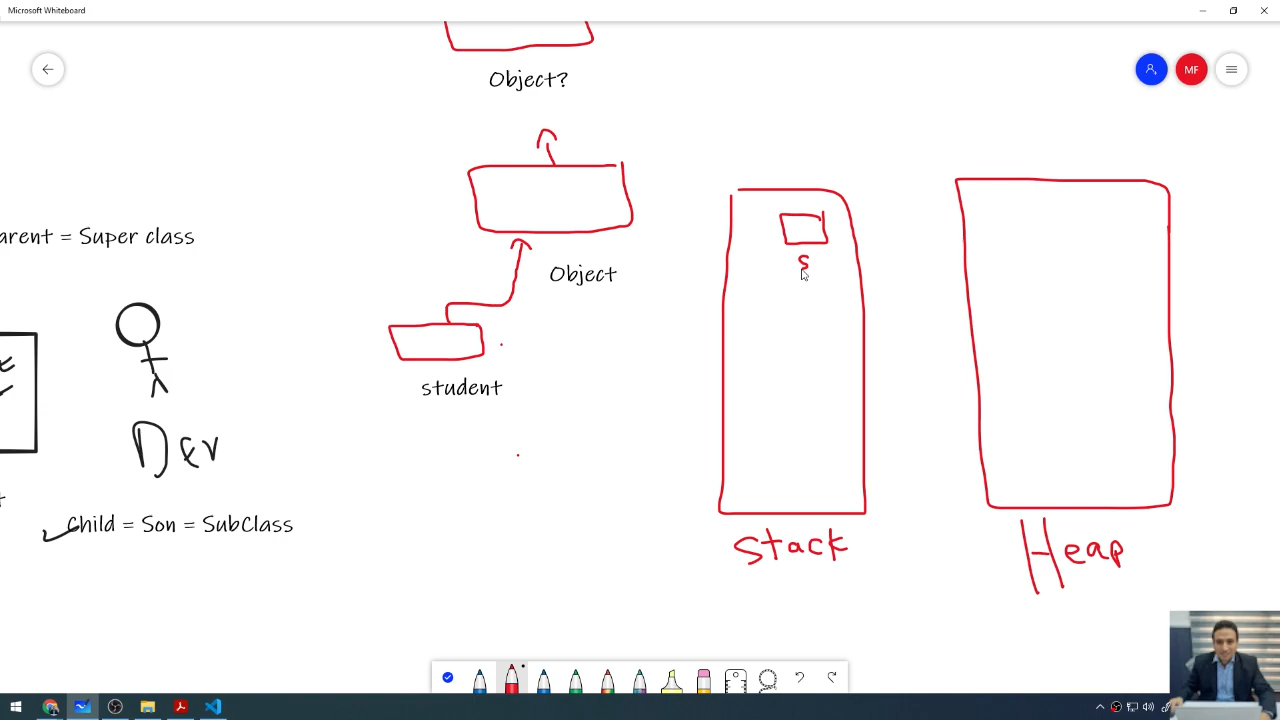 Microsoft Whiteboard
Object?
MF
arent = Super class
Object
s
student
Dev
Child = Son = SubClass
Stack
Heap